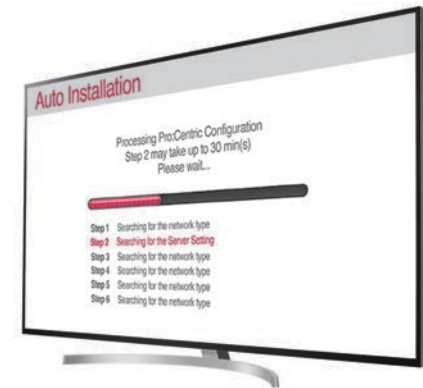 Auto Installation
Processing Pro:Centric Configuration
Step 2 may take up to 30 min(s)
Please wait...
Step 1 Searching for the network type
Step 2 Searching for the Server Setting
Step 3 Searching for the network type
Step 4 Searching for the network type
Step 5 Searching for the network type
Step 6 Searching for the network type